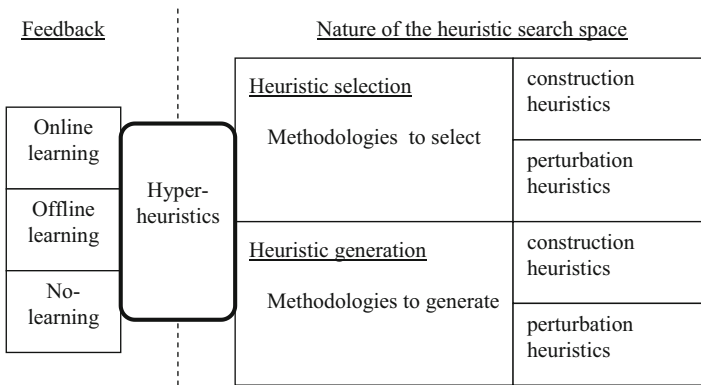 Feedback
Nature of the heuristic search space
Online
learning
Offline
learning
No-
learning
Hyper-
heuristics
Heuristic selection
Methodologies to select
construction
heuristics
perturbation
heuristics
Heuristic generation
Methodologies to generate
construction
heuristics
perturbation
heuristics